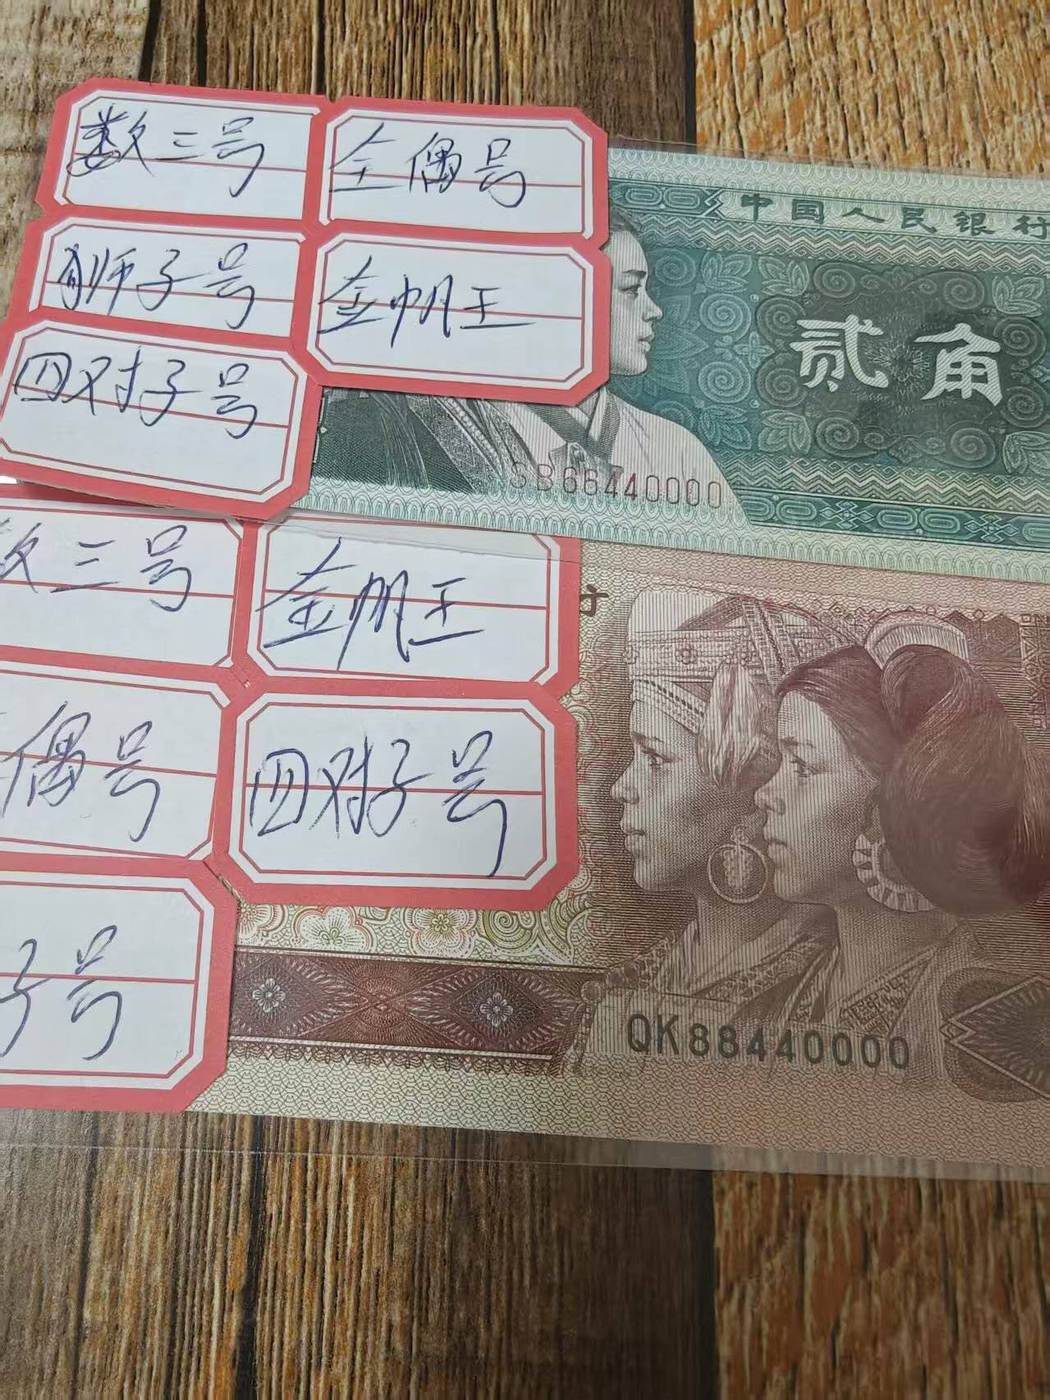 数三号
全偶号
狮子号
金帆王
四对子号
中国人民银行
贰角
SB66440000
三号
金帆王
偶号
四对子号
子号
QK88440000